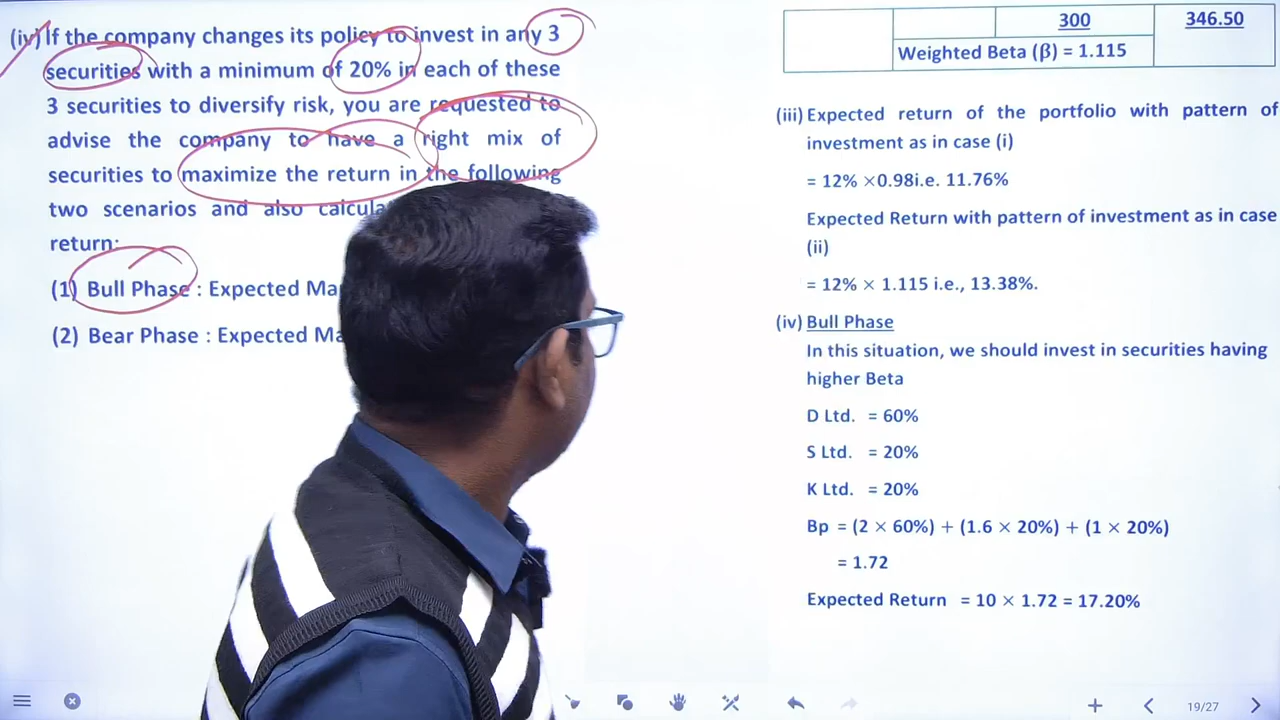 (iv) If the company changes its policy to invest in any 3
securities with a minimum of 20% in each of these
3 securities to diversify risk, you are requested to
advise the company to have a right mix of
securities to maximize the return in the following
two scenarios and also
return:
(1) Bull Phase : Expected
(2) Bear Phase : Expected
300
346.50
Weighted Beta (β) = 1.115
(iii) Expected return of the portfolio with pattern of
investment as in case (i)
= 12% ×0.98i.e. 11.76%
Expected Return with pattern of investment as in case
(ii)
= 12% × 1.115 i.e., 13.38%.
(iv) Bull Phase
In this situation, we should invest in securities having
higher Beta
D Ltd. = 60%
S Ltd. = 20%
K Ltd. = 20%
Bp = (2 × 60%) + (1.6 × 20%) + (1 × 20%)
= 1.72
Expected Return = 10 × 1.72 = 17.20%
19/27